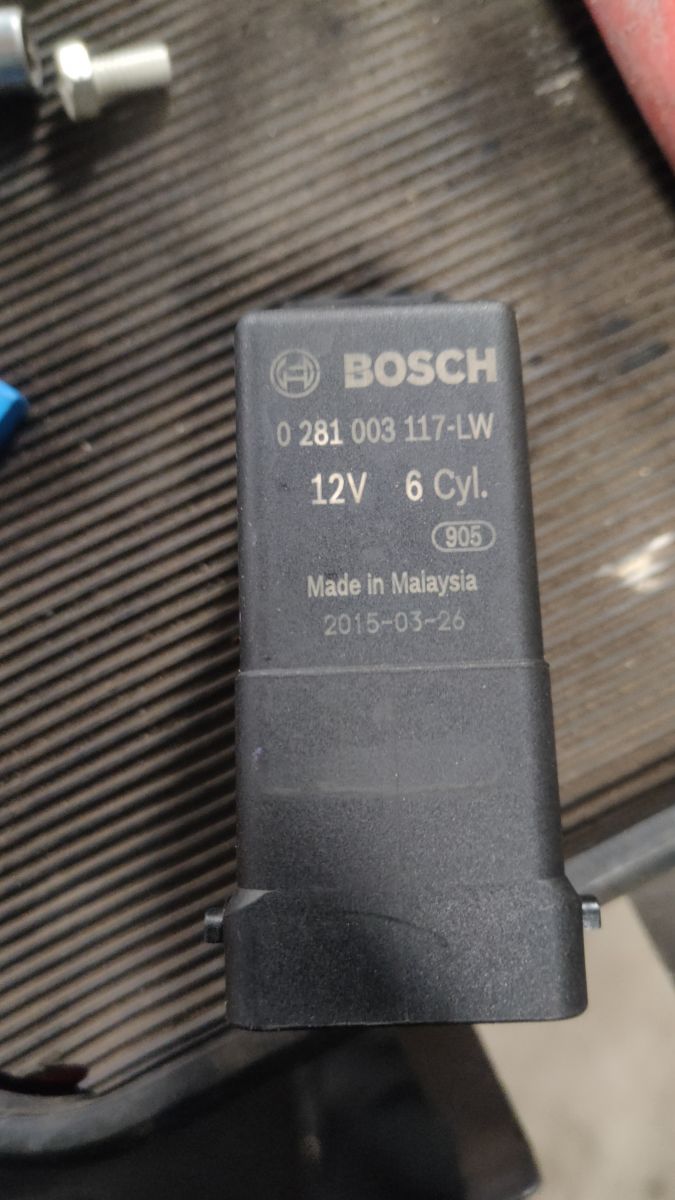 BOSCH
0 281 003 117-LW
12V 6 Cyl.
905
Made in Malaysia
2015-03-26